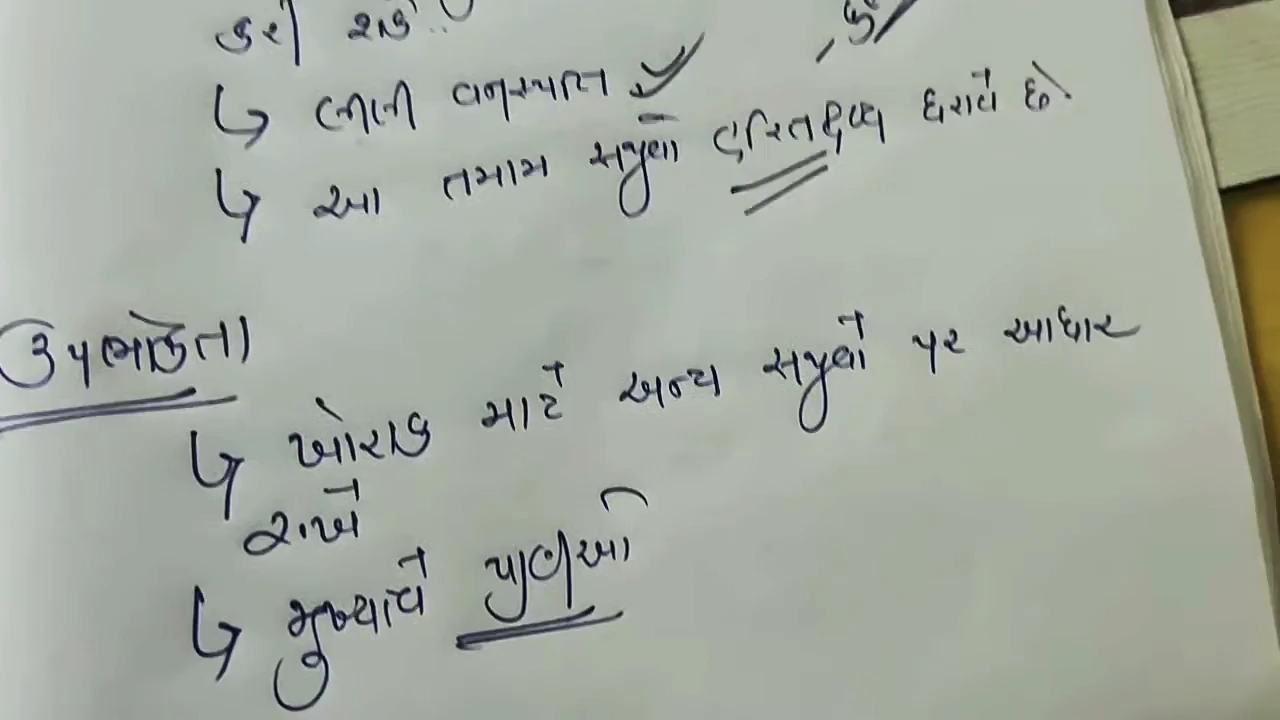 કરી શકે..
↳ લીલી વનસ્પતિ ✓
↳ આ તમામ સજીવો હરિતદ્રવ્ય ધરાવે છે.
ઉપભોક્તા
↳ ખોરાક માટે અન્ય સજીવો પર આધાર
રાખે
↳ મુખ્યત્વે પ્રાણીઓ